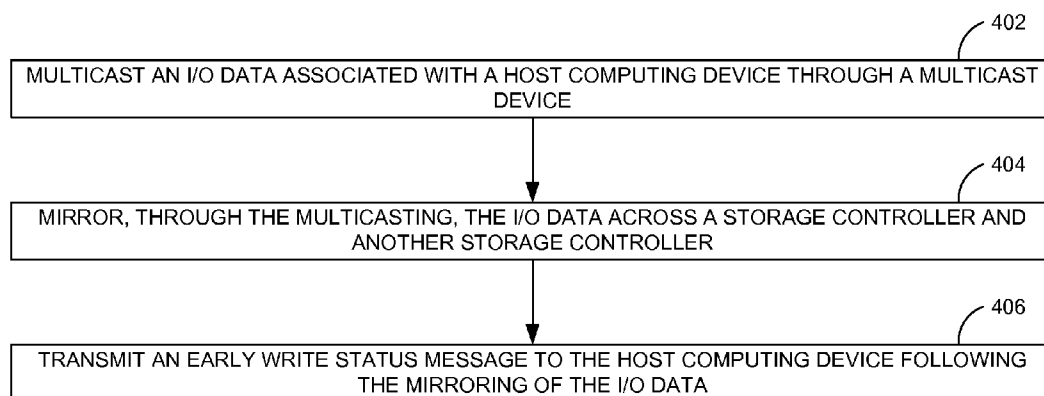 402
MULTICAST AN I/O DATA ASSOCIATED WITH A HOST COMPUTING DEVICE THROUGH A MULTICAST
DEVICE
404
MIRROR, THROUGH THE MULTICASTING, THE I/O DATA ACROSS A STORAGE CONTROLLER AND
ANOTHER STORAGE CONTROLLER
406
TRANSMIT AN EARLY WRITE STATUS MESSAGE TO THE HOST COMPUTING DEVICE FOLLOWING
THE MIRRORING OF THE I/O DATA